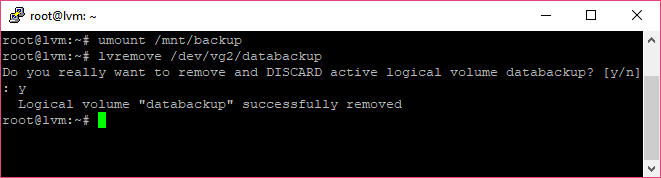 root@lvm: ~
root@lvm:~# umount /mnt/backup
root@lvm:~# lvremove /dev/vg2/databackup
Do you really want to remove and DISCARD active logical volume databackup? [y/n]
: y
  Logical volume "databackup" successfully removed
root@lvm:~#